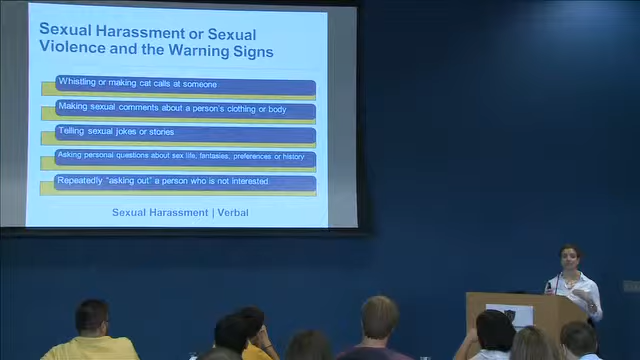 Sexual Harassment or Sexual
Violence and the Warning Signs
Whistling or making cat calls at someone
Making sexual comments about a person's clothing or body
Telling sexual jokes or stories
Asking personal questions about sex life, fantasies, preferences or history
Repeatedly "asking out" a person who is not interested
Sexual Harassment | Verbal